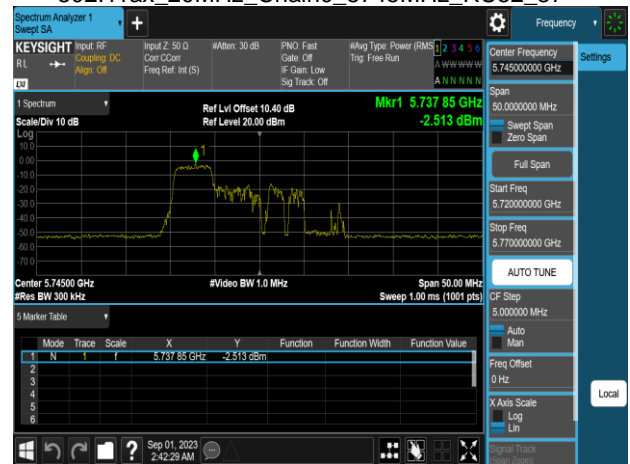 Spectrum Analyzer 1
Swept SA
+
Frequency
KEYSIGHT
RL
LXI
Input: RF
Coupling: DC
Align: Off
Input Z: 50 Ω
Corr CCorr
Freq Ref: Int (S)
#Atten: 30 dB
PNO: Fast
Gate: Off
IF Gain: Low
Sig Track: Off
#Avg Type: Power (RMS
Trig: Free Run
1 2 3 4 5 6
A W W W W W
A N N N N N
Center Frequency
5.745000000 GHz
Settings
Span
50.0000000 MHz
Swept Span
Zero Span
Full Span
Start Freq
5.720000000 GHz
Stop Freq
5.770000000 GHz
AUTO TUNE
CF Step
5.000000 MHz
Auto
Man
Freq Offset
0 Hz
X Axis Scale
Log
Lin
Signal Track
(Span Zoom)
Local
1 Spectrum
Scale/Div 10 dB
Log
Ref Lvl Offset 10.40 dB
Ref Level 20.00 dBm
Mkr1 5.737 85 GHz
-2.513 dBm
1
10.0
0.00
-10.0
-20.0
-30.0
-40.0
-50.0
-60.0
-70.0
Center 5.74500 GHz
#Res BW 300 kHz
#Video BW 1.0 MHz
Span 50.00 MHz
Sweep 1.00 ms (1001 pts)
5 Marker Table
Mode Trace Scale X Y Function Function Width Function Value
1 N 1 f 5.737 85 GHz -2.513 dBm
2
3
4
5
6
?
Sep 01, 2023
2:42:29 AM